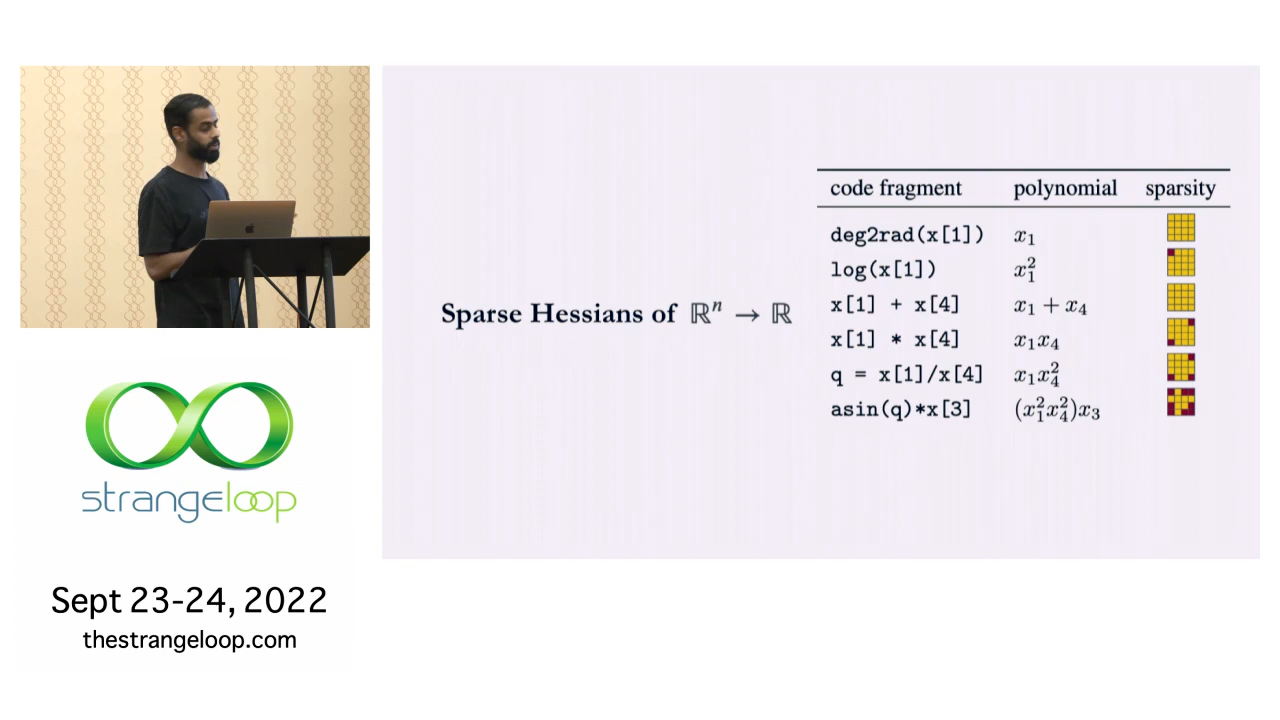 Sparse Hessians of ℝⁿ → ℝ
code fragment polynomial sparsity
deg2rad(x[1]) x₁
log(x[1]) x₁²
x[1] + x[4] x₁ + x₄
x[1] * x[4] x₁x₄
q = x[1]/x[4] x₁x₄²
asin(q)*x[3] (x₁²x₄²)x₃
strangeloop
Sept 23-24, 2022
thestrangeloop.com